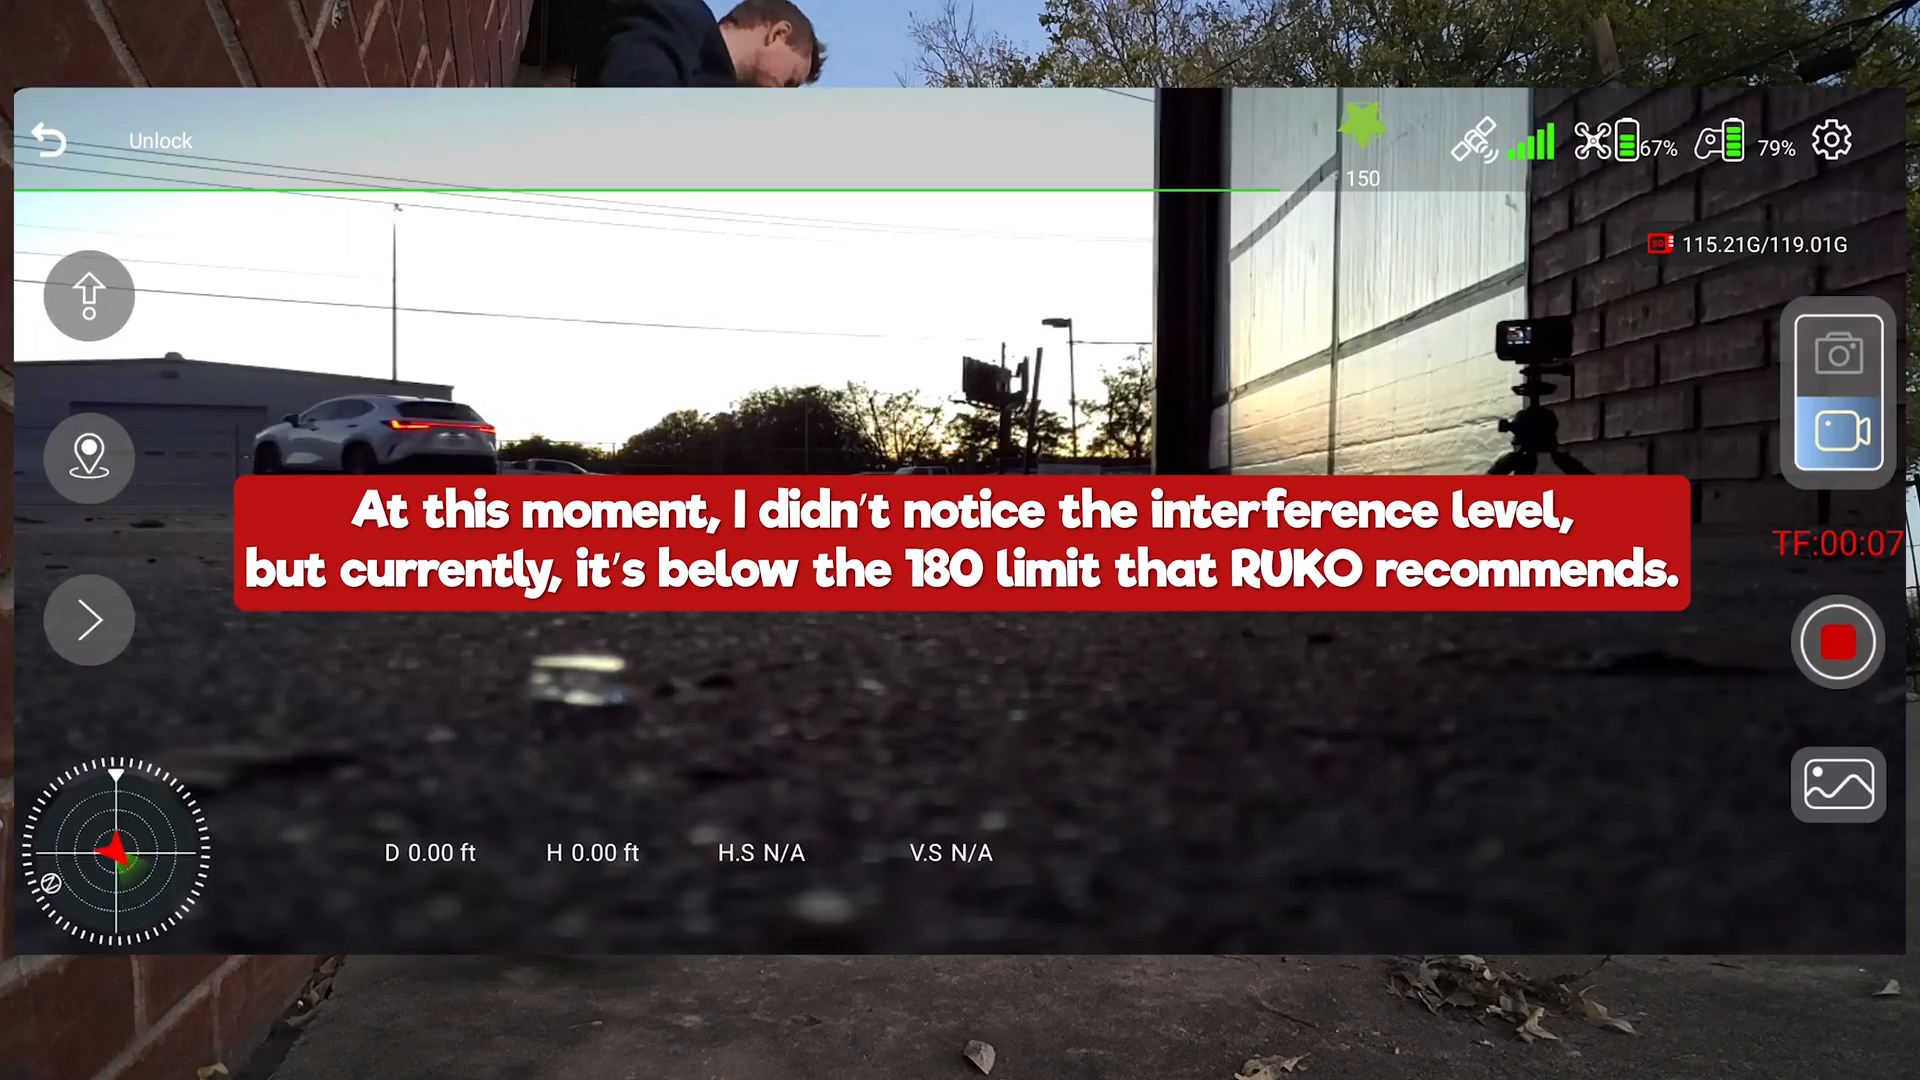 Unlock
150
67%
79%
SD
115.21G/119.01G
At this moment, I didn't notice the interference level,
but currently, it's below the 180 limit that RUKO recommends.
TF:00:07
D 0.00 ft
H 0.00 ft
H.S N/A
V.S N/A